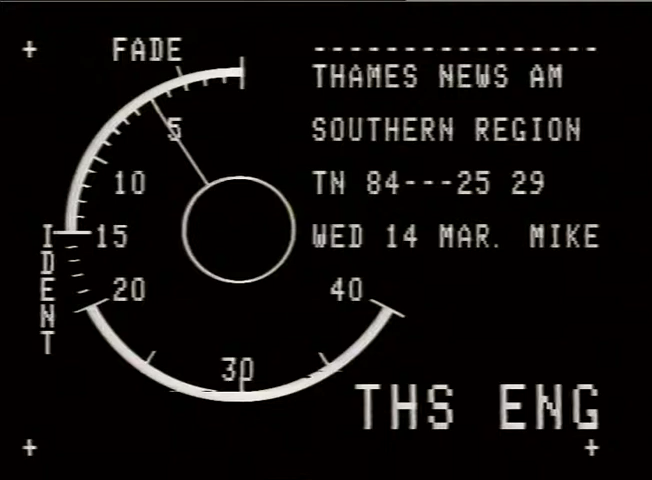 FADE
----------------
THAMES NEWS AM
5
SOUTHERN REGION
10
TN 84---25 29
IDENT
15
WED 14 MAR. MIKE
20
40
30
THS ENG